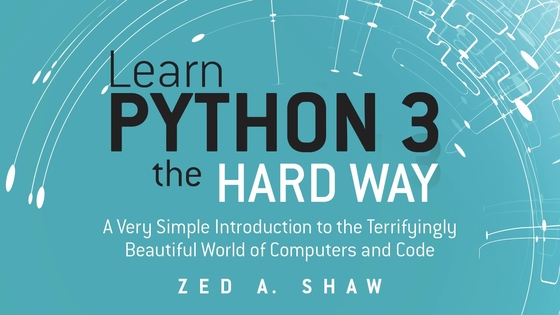 Learn
PYTHON 3
the HARD WAY
A Very Simple Introduction to the Terrifyingly
Beautiful World of Computers and Code
ZED A. SHAW